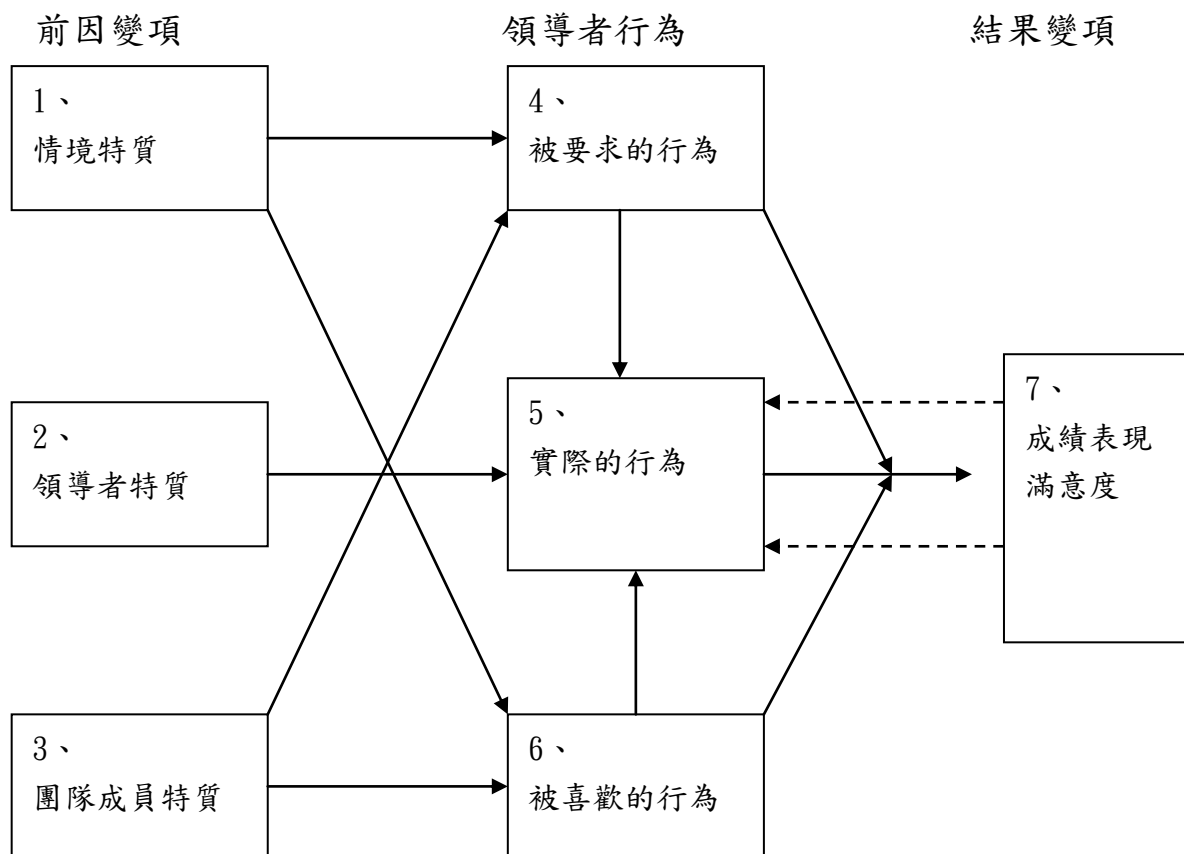 前因變項
領導者行為
結果變項
1、
情境特質
4、
被要求的行為
2、
領導者特質
5、
實際的行為
7、
成績表現
滿意度
3、
團隊成員特質
6、
被喜歡的行為